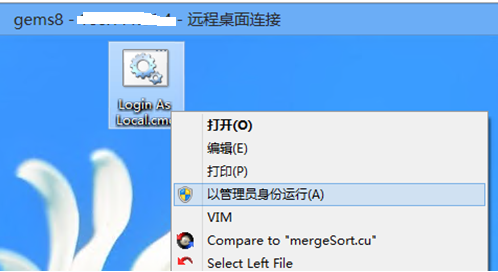 gems8 - - 远程桌面连接
Login As
Local.cmd
打开(O)
编辑(E)
打印(P)
以管理员身份运行(A)
VIM
Compare to "mergeSort.cu"
Select Left File